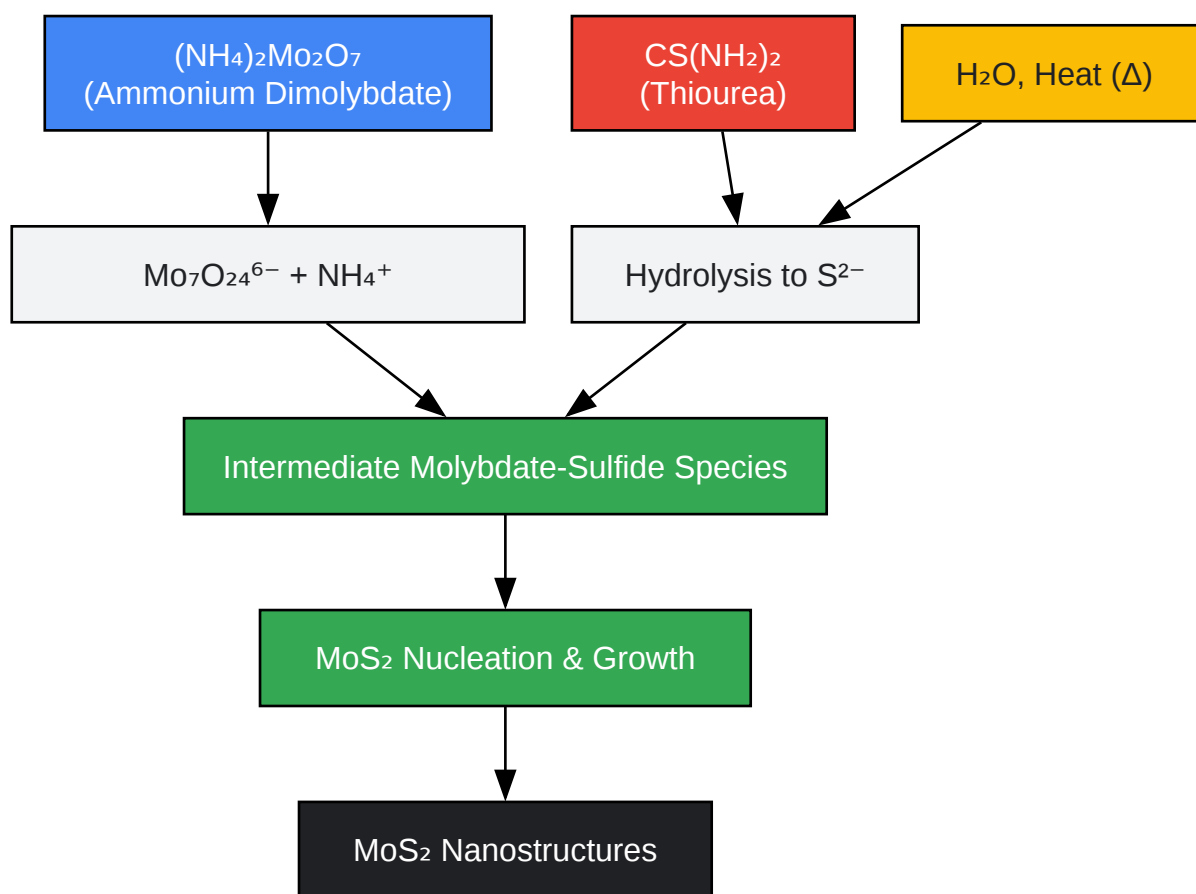 (NH₄)₂Mo₂O₇
(Ammonium Dimolybdate)
CS(NH₂)₂
(Thiourea)
H₂O, Heat (Δ)
Mo₇O₂₄⁶⁻ + NH₄⁺
Hydrolysis to S²⁻
Intermediate Molybdate-Sulfide Species
MoS₂ Nucleation & Growth
MoS₂ Nanostructures